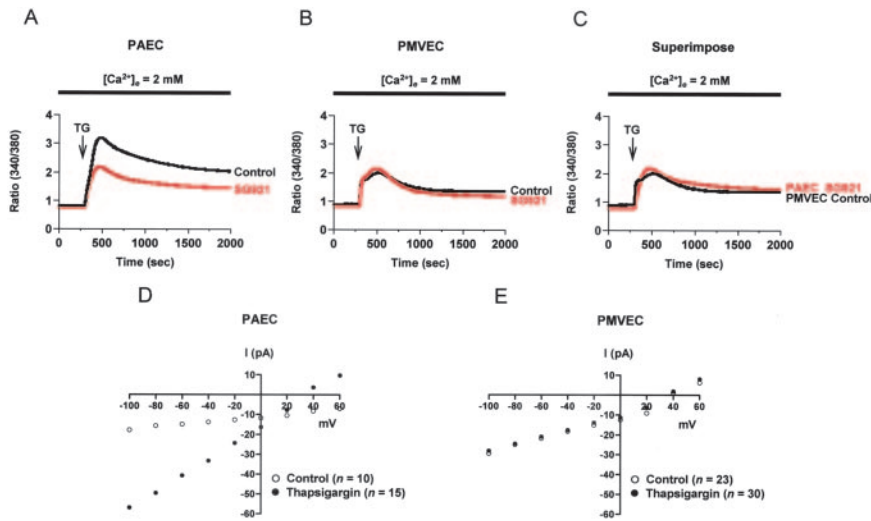 A
PAEC
[Ca²⁺]e = 2 mM
TG
Ratio (340/380)
4
3
2
1
0
Control
SG921
0 500 1000 1500 2000
Time (sec)
B
PMVEC
[Ca²⁺]e = 2 mM
TG
Ratio (340/380)
4
3
2
1
0
Control
0 500 1000 1500 2000
Time (sec)
C
Superimpose
[Ca²⁺]e = 2 mM
TG
Ratio (340/380)
4
3
2
1
0
PAEC
PMVEC Control
0 500 1000 1500 2000
Time (sec)
D
PAEC
I (pA)
10
-100 -80 -60 -40 -20 0 20 40 60
mV
-10
-20
-30
-40
-50
-60
Control (n = 10)
Thapsigargin (n = 15)
E
PMVEC
I (pA)
10
-100 -80 -60 -40 -20 0 20 40 60
mV
-10
-20
-30
-40
-50
-60
Control (n = 23)
Thapsigargin (n = 30)